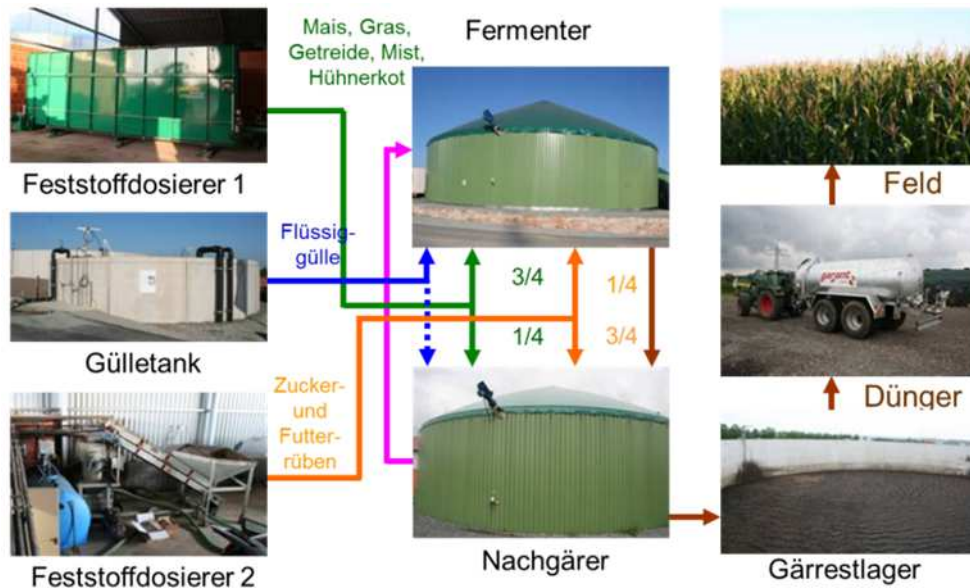 Mais, Gras,
Getreide, Mist,
Hühnerkot
Fermenter
Feststoffdosierer 1
Feld
Flüssig-
gülle
3/4
1/4
1/4
3/4
garant
Gülletank
Dünger
Zucker-
und
Futter-
rüben
Feststoffdosierer 2
Nachgärer
Gärrestlager